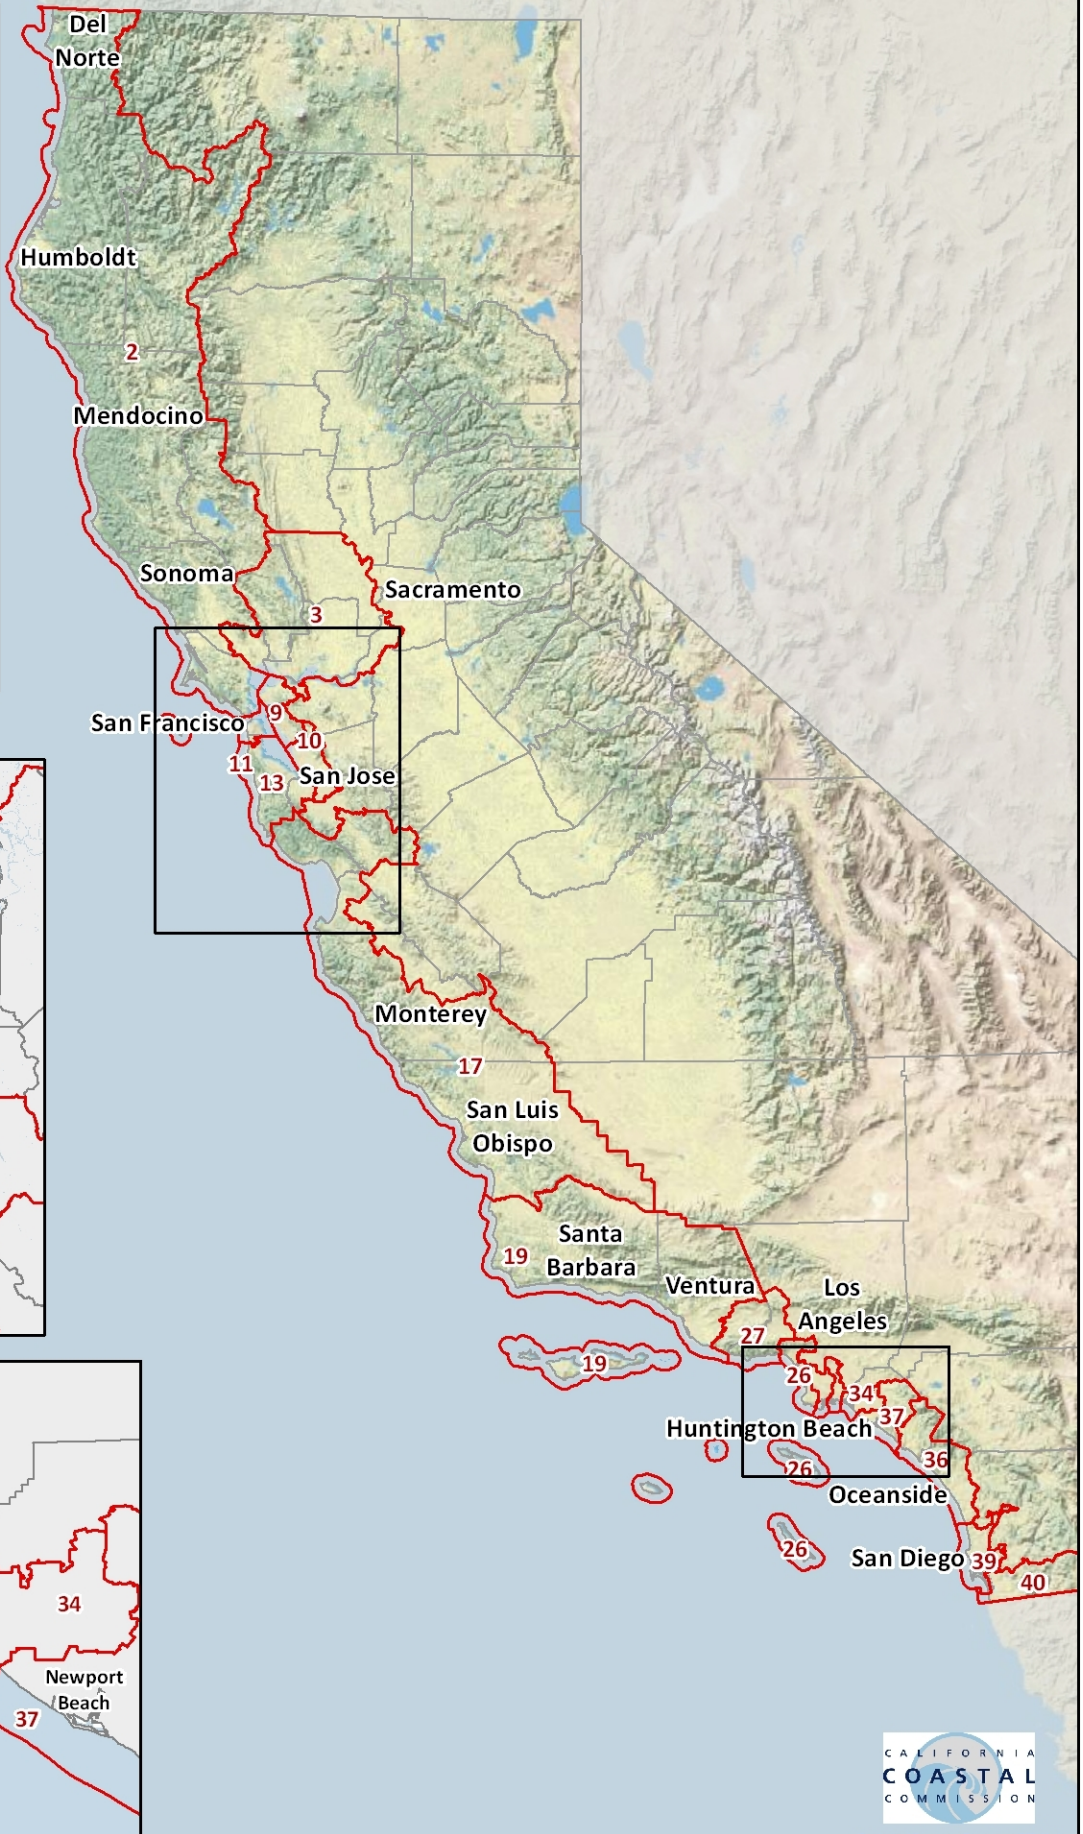 Del
Norte
Humboldt
2
Mendocino
Sonoma
Sacramento
3
San Francisco
9
10
11
13
San Jose
Monterey
17
San Luis
Obispo
Santa
Barbara
19
Ventura
Los
Angeles
27
19
26
34
37
Huntington Beach
36
26
Oceanside
26
San Diego
39
40
34
Newport
Beach
37
CALIFORNIA
COASTAL
COMMISSION